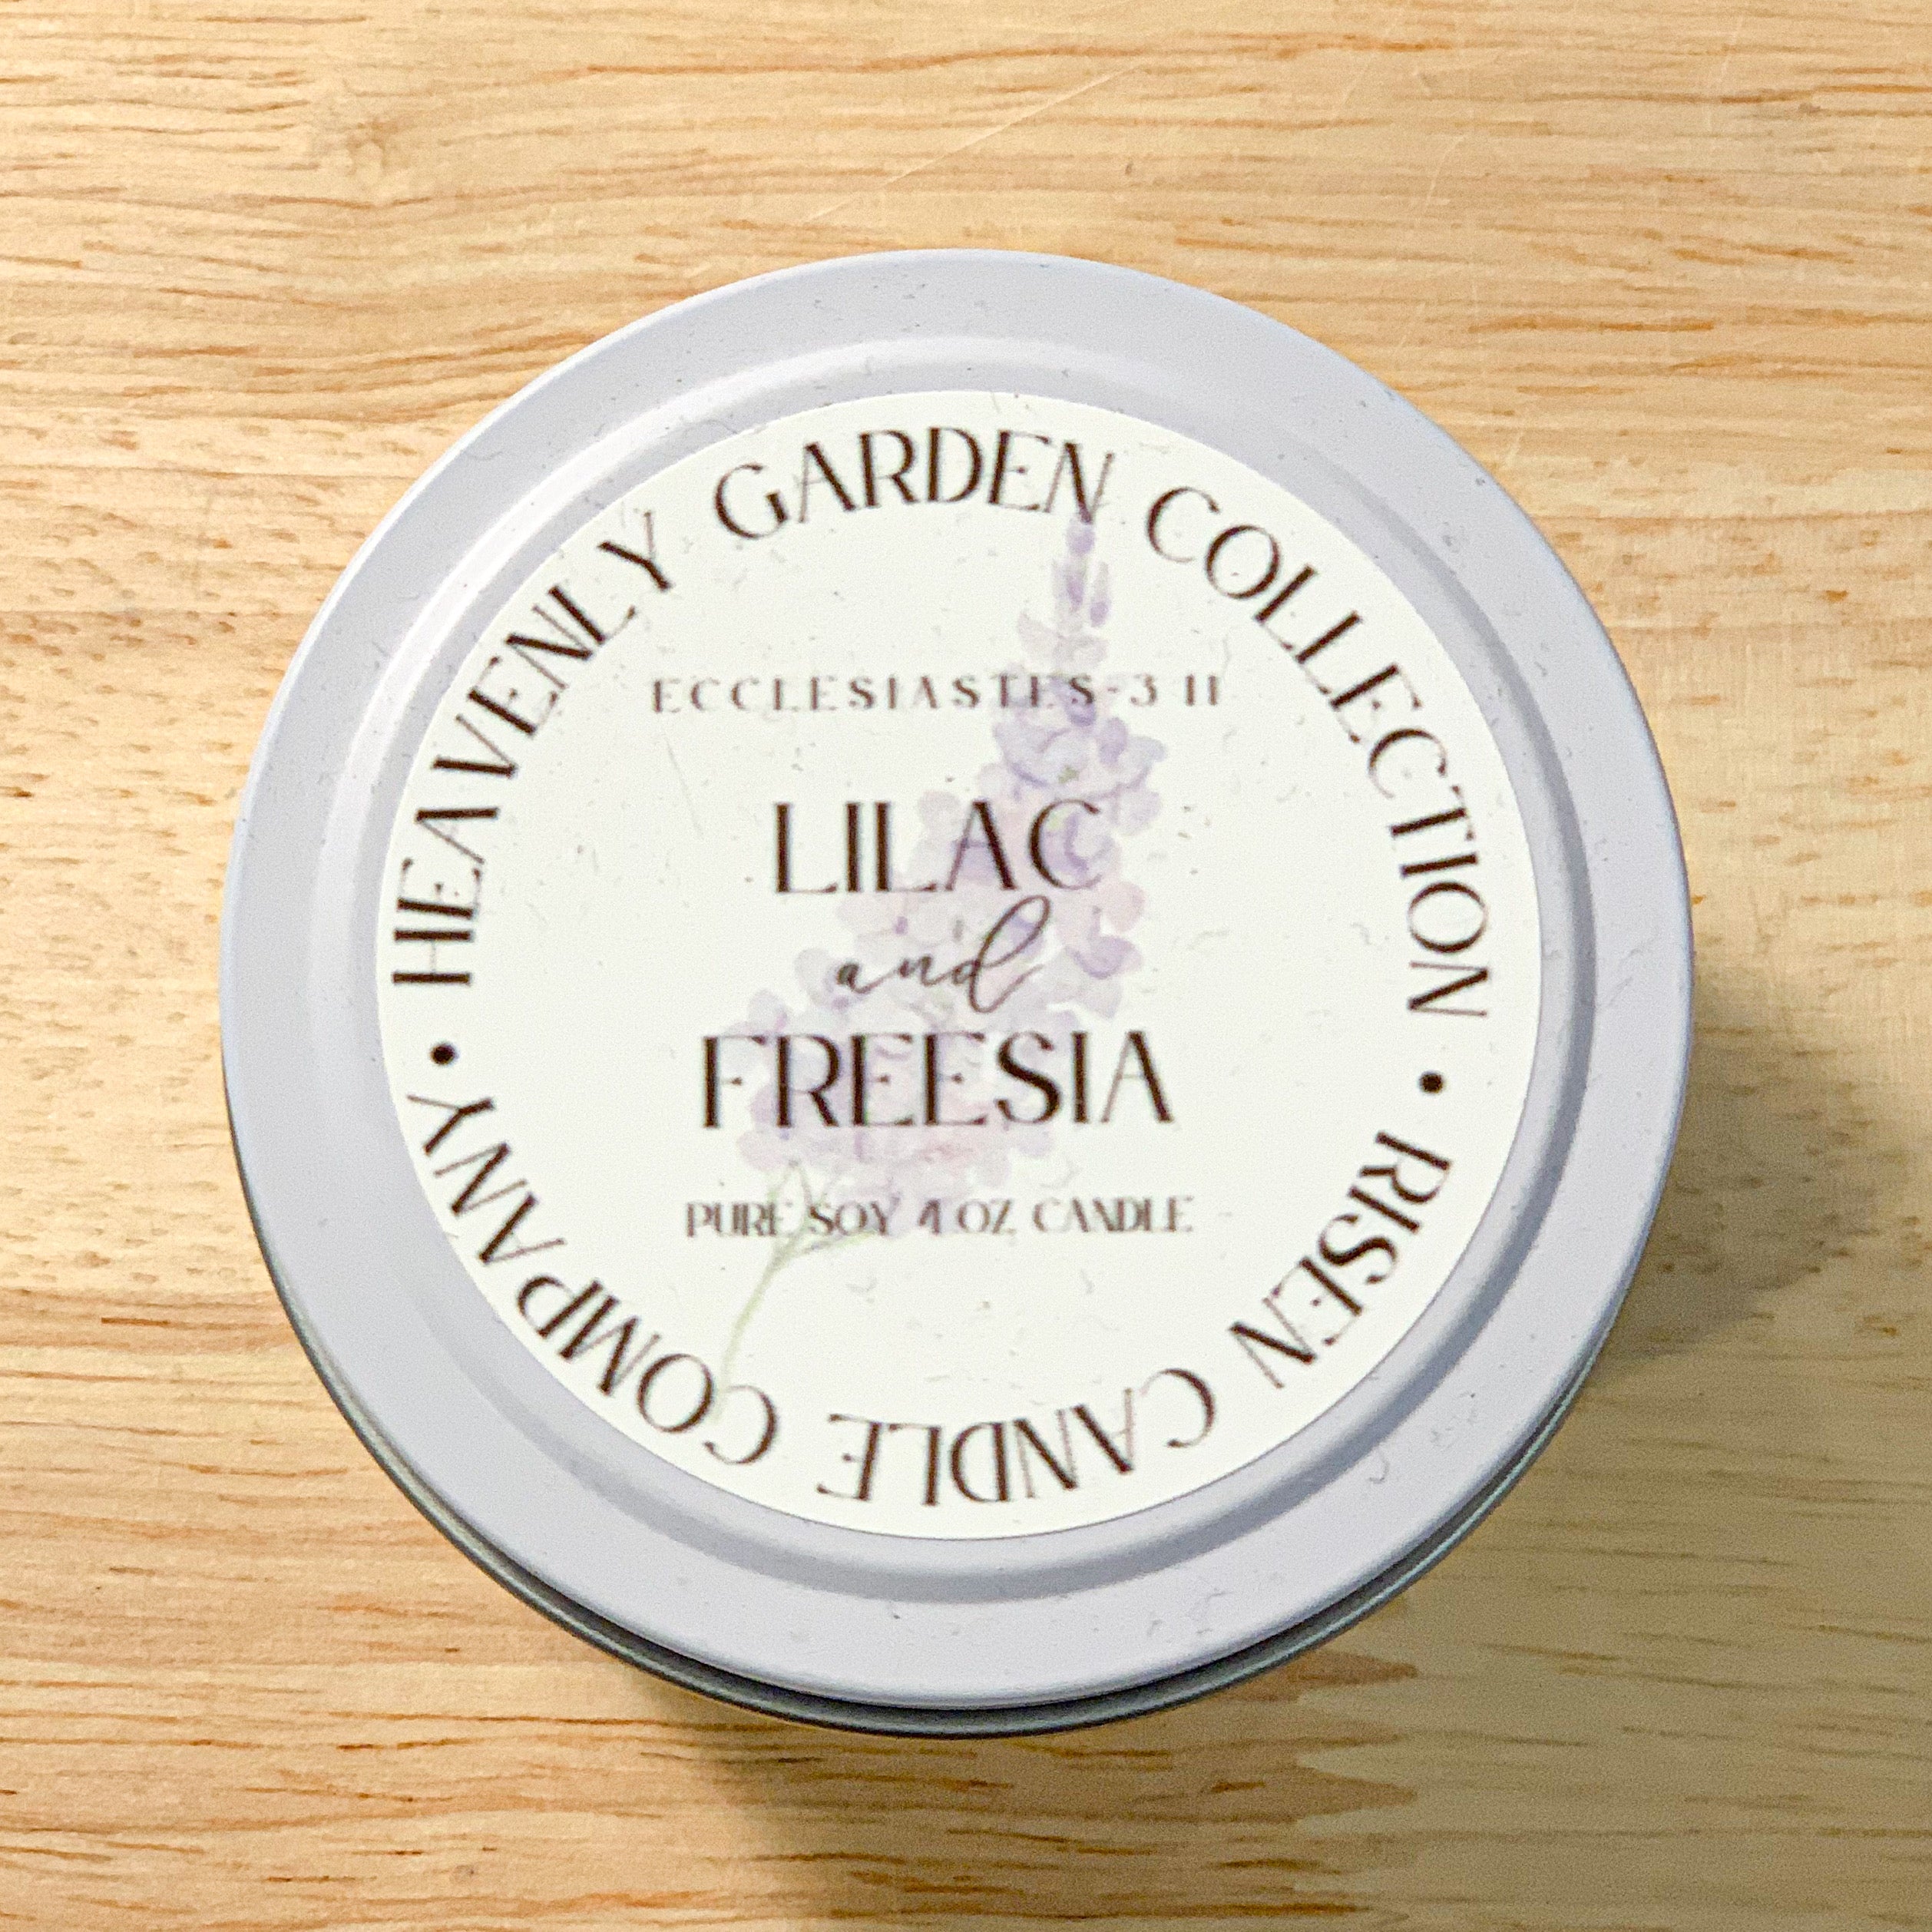 HEAVENLY GARDEN COLLECTION •
ECCLESIASTES 3 11
LILAC
and
FREESIA
PURE SOY 4 OZ CANDLE
RISEN CANDLE COMPANY •